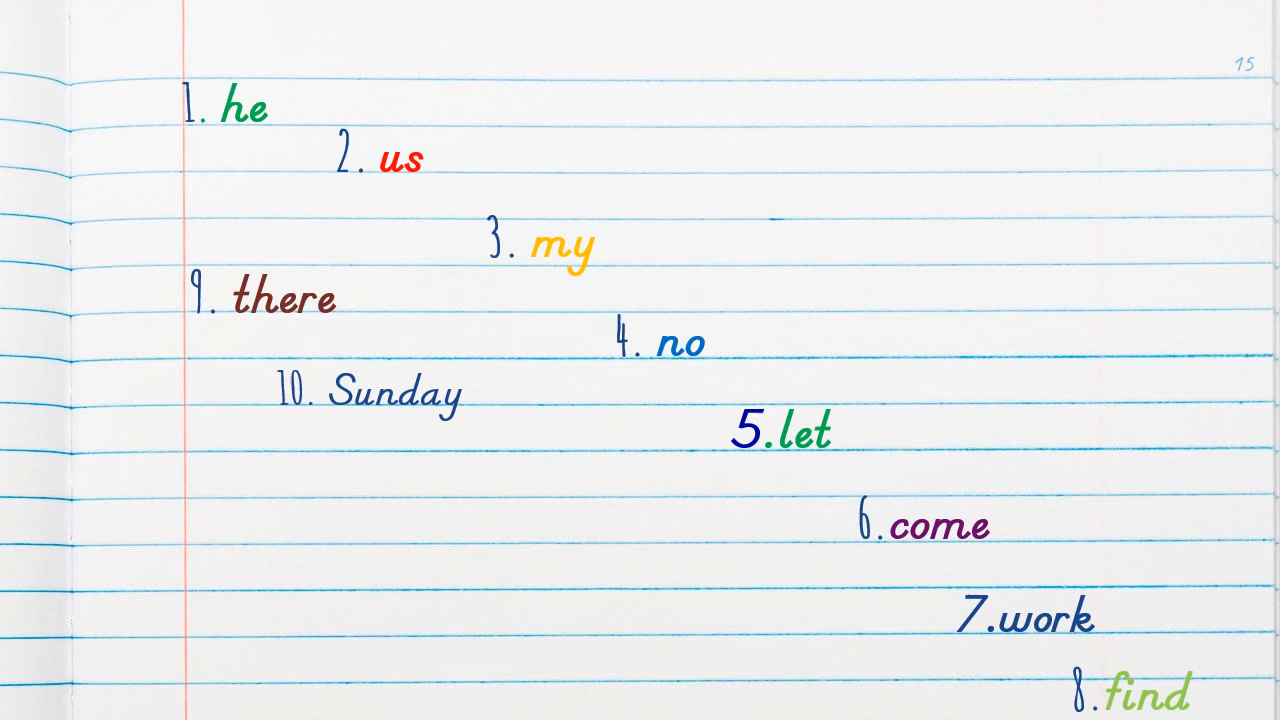 15
1. he
2. us
3. my
9. there
4. no
10. Sunday
5.let
6.come
7.work
8.find